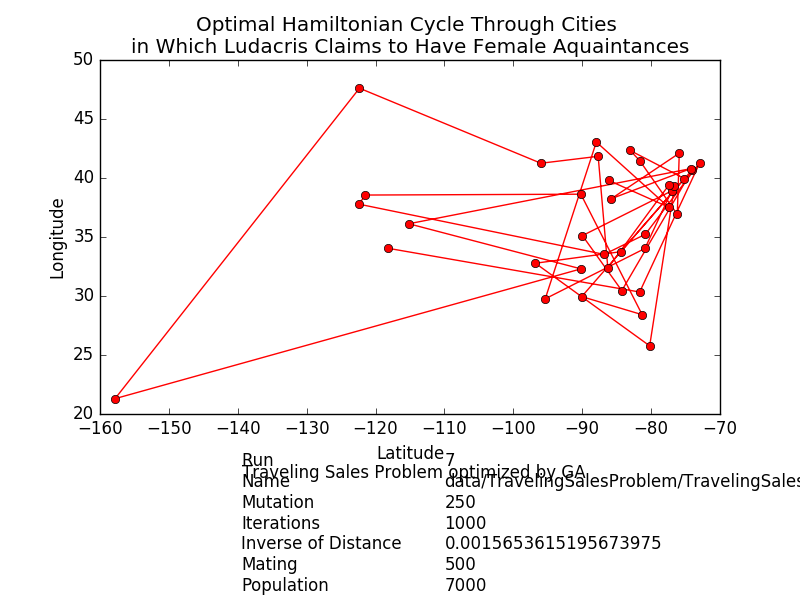 Optimal Hamiltonian Cycle Through Cities
in Which Ludacris Claims to Have Female Aquaintances
50
45
40
35
30
25
20
Longitude
−160 −150 −140 −130 −120 −110 −100 −90 −80 −70
Latitude
Run 7
Traveling Sales Problem optimized by GA
Name data/TravelingSalesProblem/TravelingSales
Mutation 250
Iterations 1000
Inverse of Distance 0.0015653615195673975
Mating 500
Population 7000